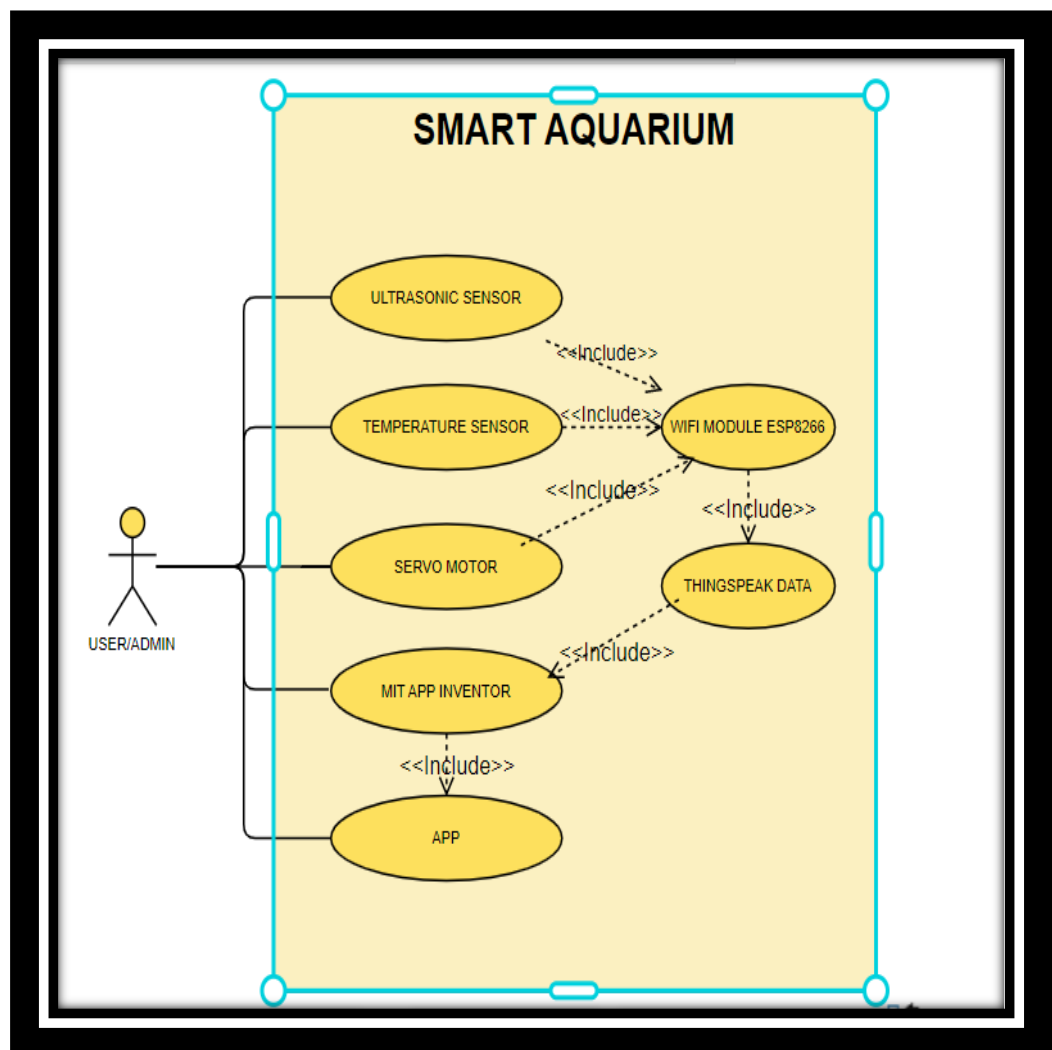 SMART AQUARIUM
ULTRASONIC SENSOR
<<Include>>
TEMPERATURE SENSOR
<<Include>>
WIFI MODULE ESP8266
<<Include>>
<<Include>>
SERVO MOTOR
THINGSPEAK DATA
USER/ADMIN
<<Include>>
MIT APP INVENTOR
<<Include>>
APP